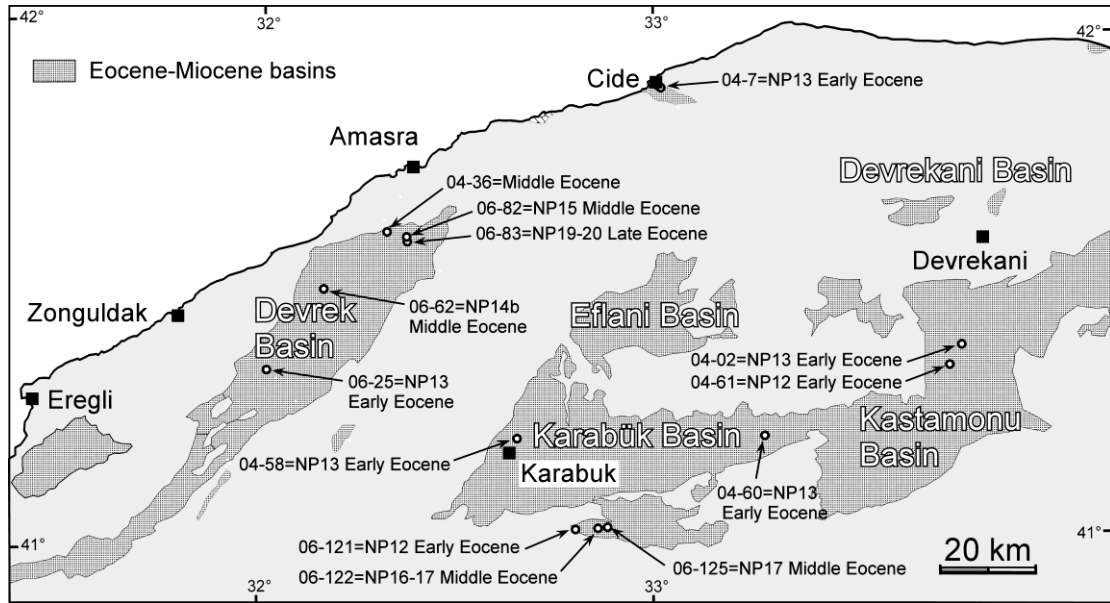 42°
32°
33°
42°
Eocene-Miocene basins
Cide
04-7=NP13 Early Eocene
Amasra
Devrekani Basin
04-36=Middle Eocene
06-82=NP15 Middle Eocene
06-83=NP19-20 Late Eocene
Devrekani
Zonguldak
06-62=NP14b
Middle Eocene
Devrek
Basin
Eflani Basin
04-02=NP13 Early Eocene
04-61=NP12 Early Eocene
06-25=NP13
Early Eocene
Eregli
Karabük Basin
Kastamonu
Basin
04-58=NP13 Early Eocene
Karabuk
04-60=NP13
Early Eocene
41°
06-121=NP12 Early Eocene
06-122=NP16-17 Middle Eocene
06-125=NP17 Middle Eocene
20 km
41°
32°
33°